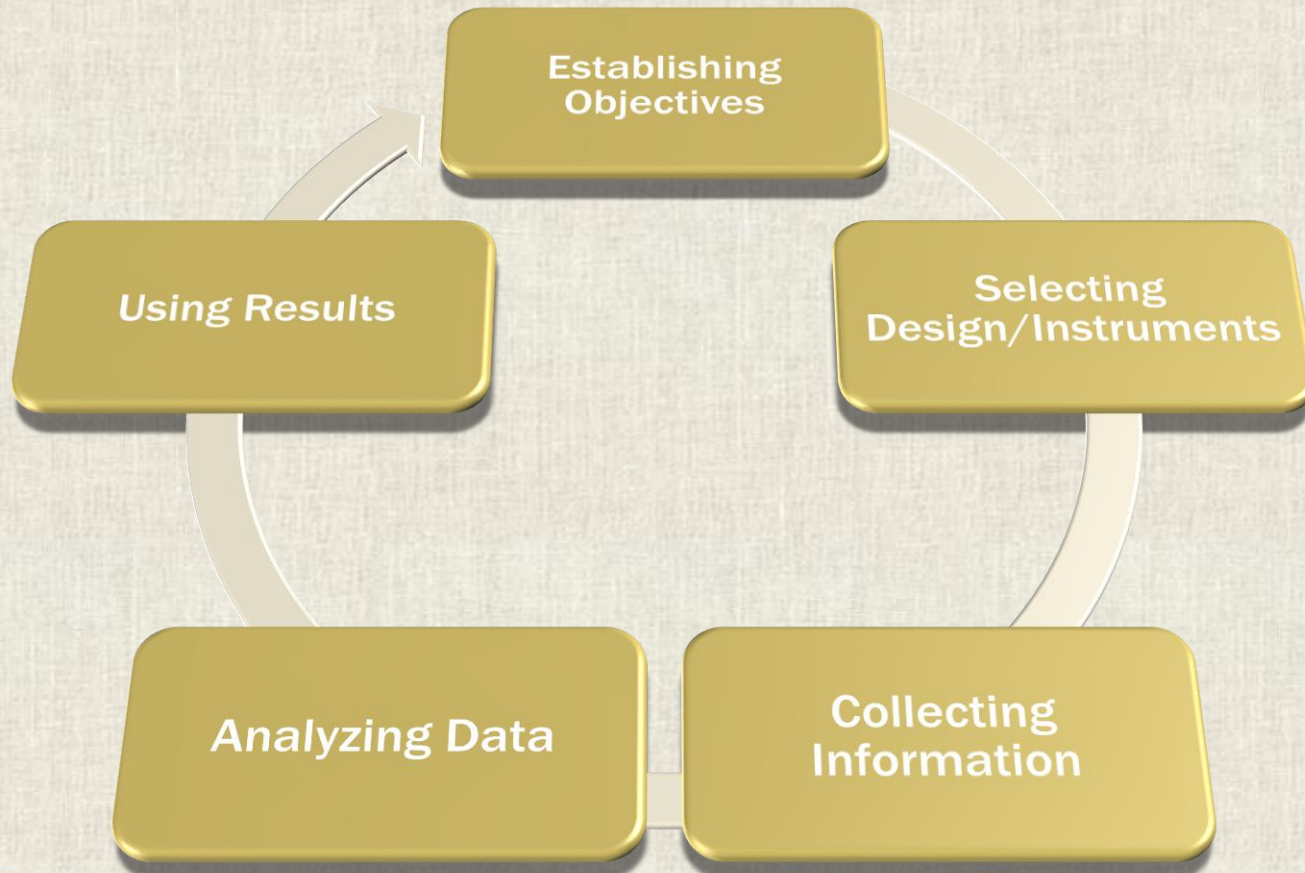 Establishing
Objectives
Selecting
Design/Instruments
Collecting
Information
Analyzing Data
Using Results